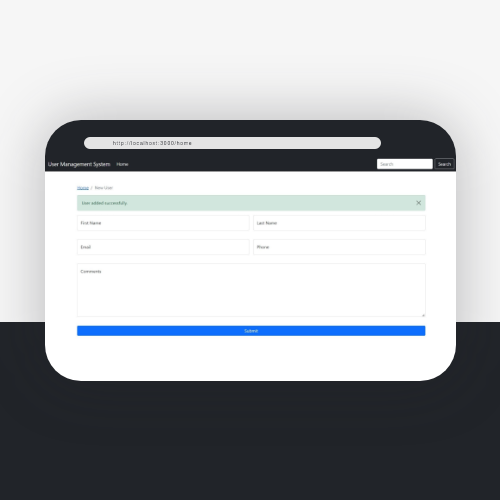 http://localhost:3000/home
User Management System Home Search Search
Home / New User
User added successfully
First Name Last Name
Email Phone
Comments
Submit